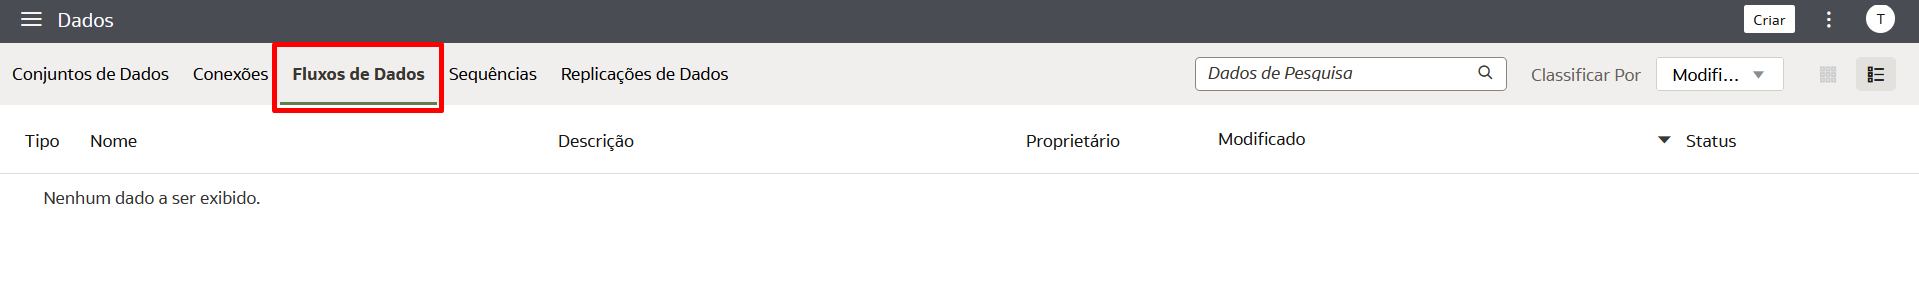 Dados
Criar
T
Conjuntos de Dados Conexões Fluxos de Dados Sequências Replicações de Dados
Dados de Pesquisa
Classificar Por
Modifi...
Tipo Nome Descrição Proprietário Modificado Status
Nenhum dado a ser exibido.